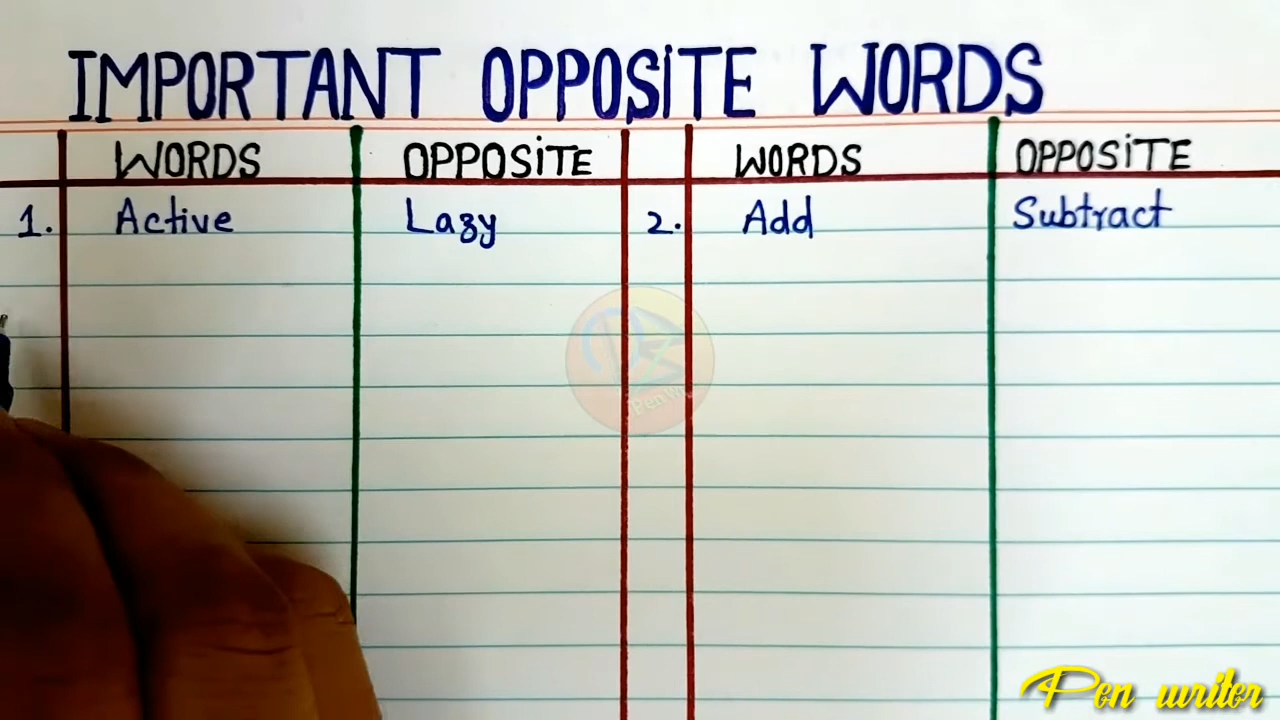 IMPORTANT OPPOSITE WORDS
WORDS OPPOSITE WORDS OPPOSITE
1. Active Lazy 2. Add Subtract
Pen writer